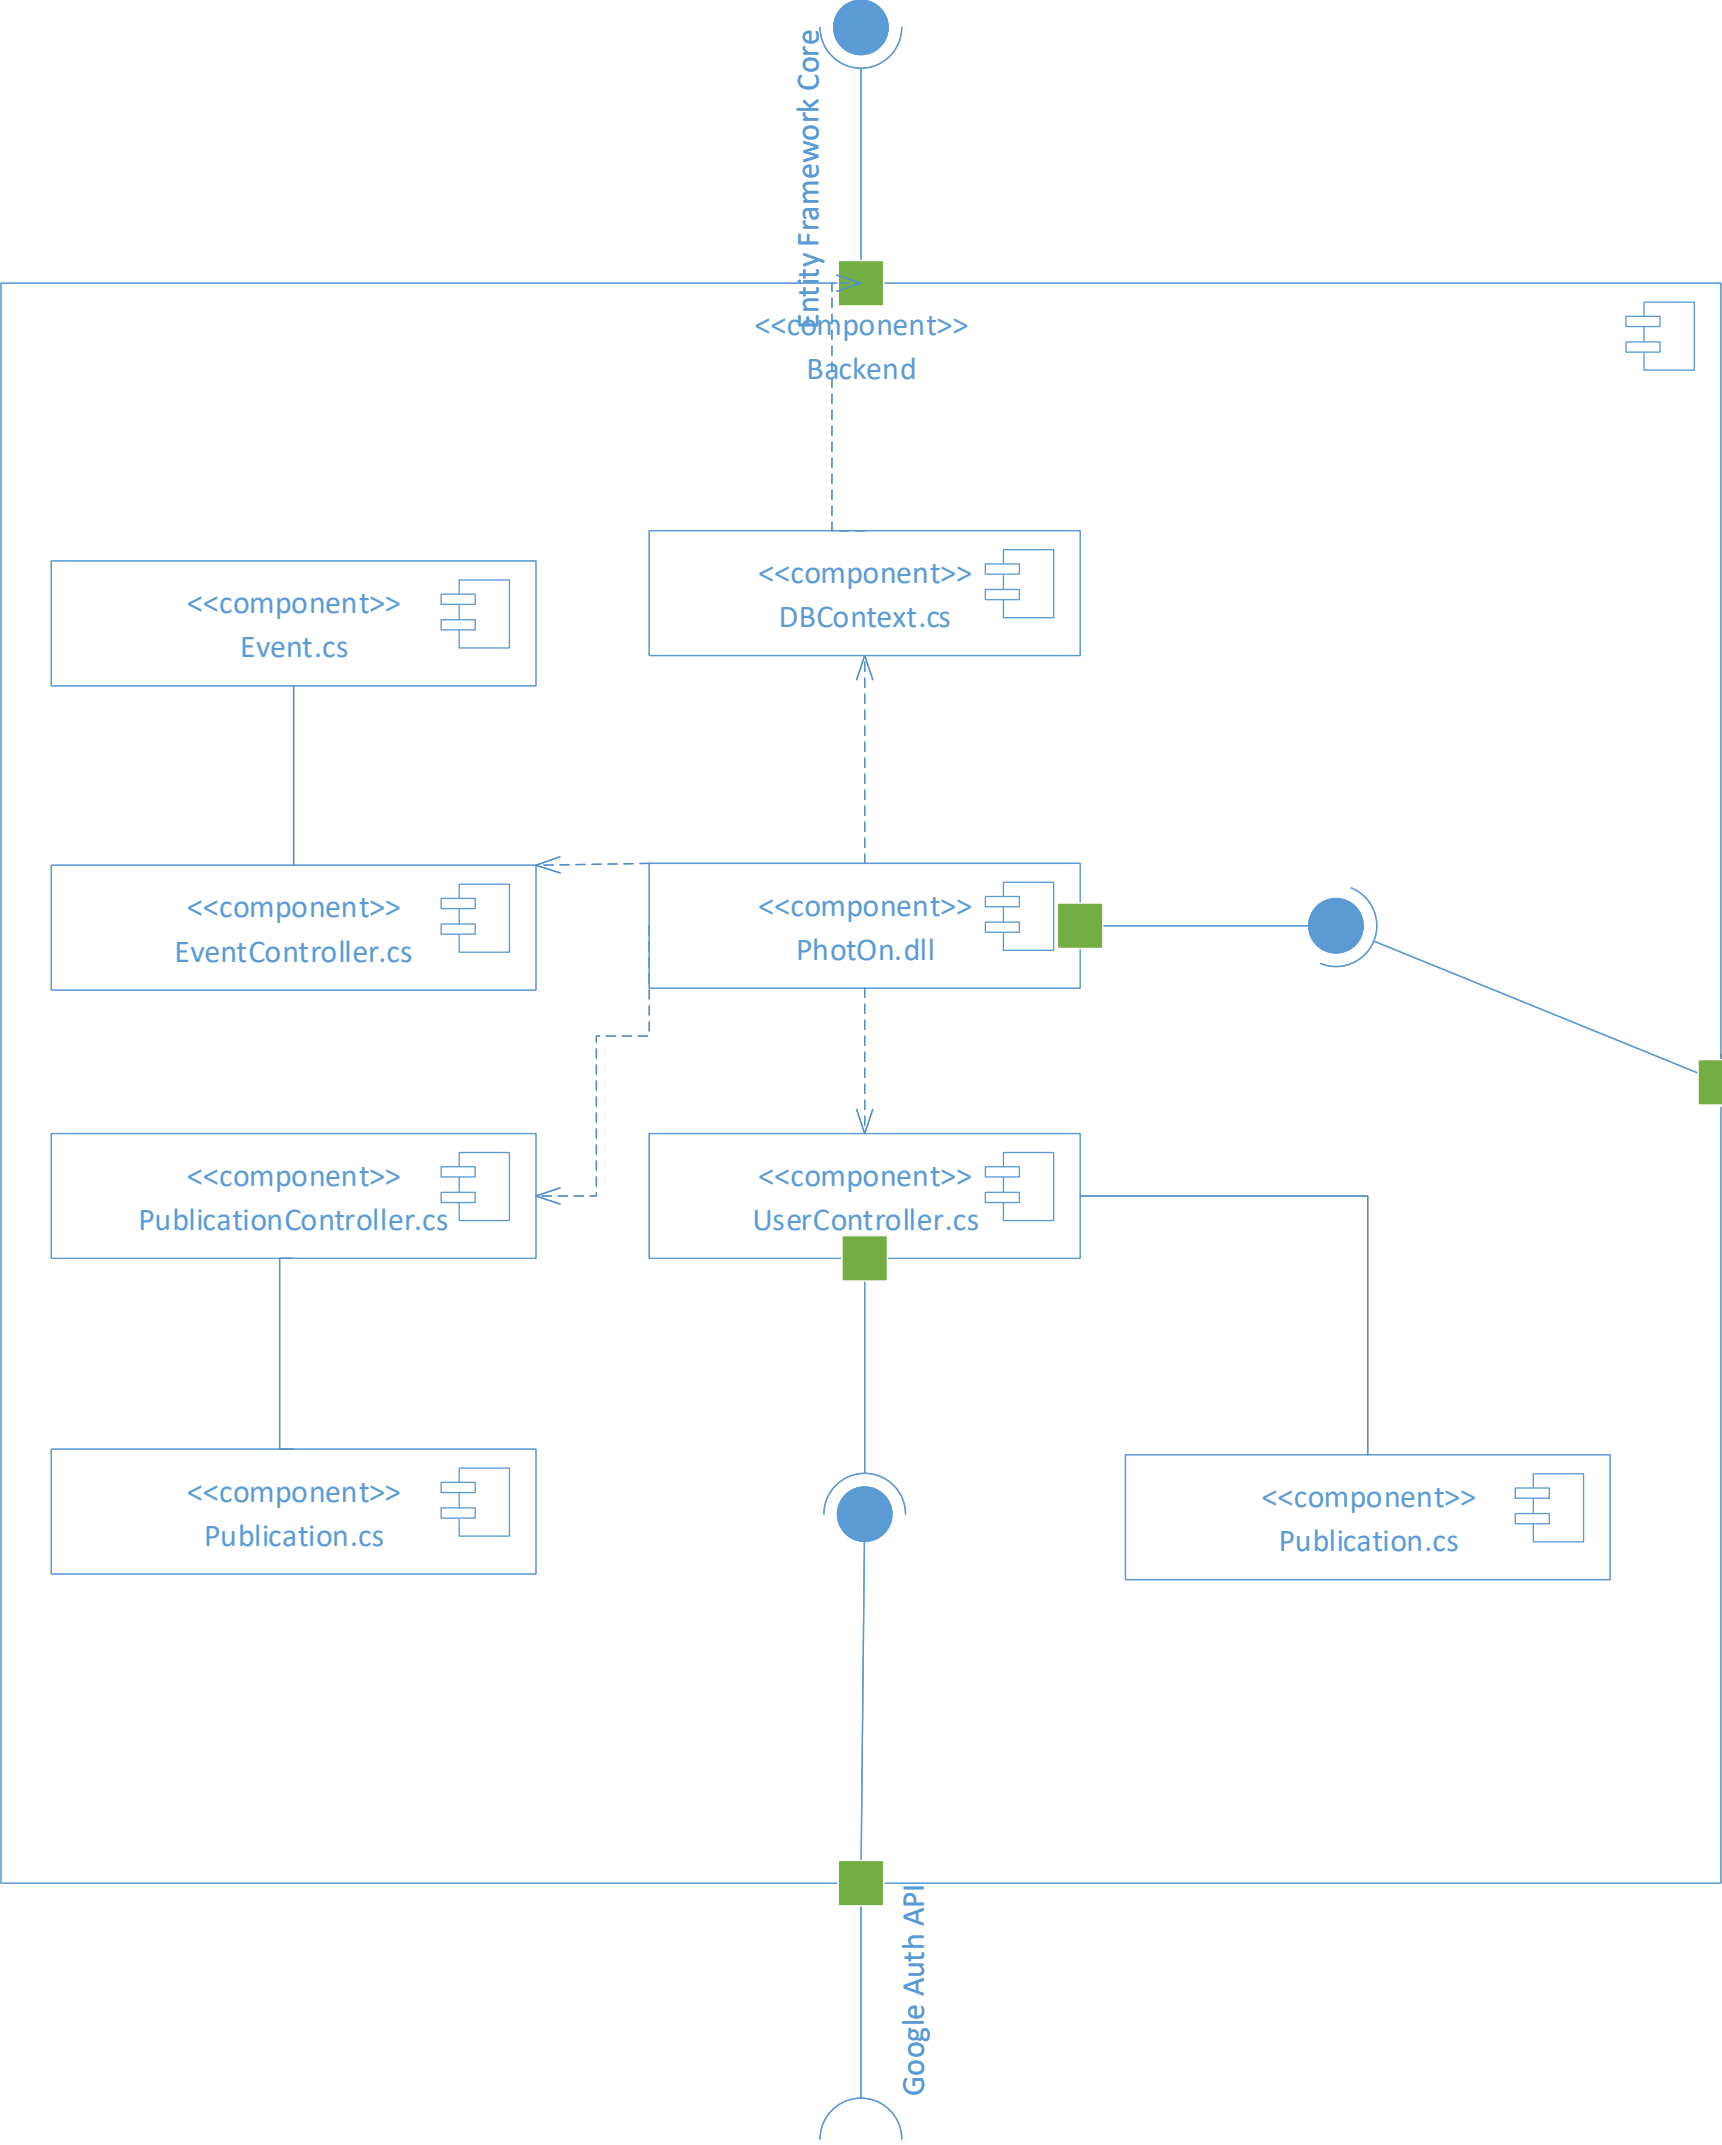 Entity Framework Core
<<component>>
Backend
<<component>>
DBContext.cs
<<component>>
Event.cs
<<component>>
EventController.cs
<<component>>
PhotOn.dll
<<component>>
PublicationController.cs
<<component>>
UserController.cs
<<component>>
Publication.cs
<<component>>
Publication.cs
Google Auth API